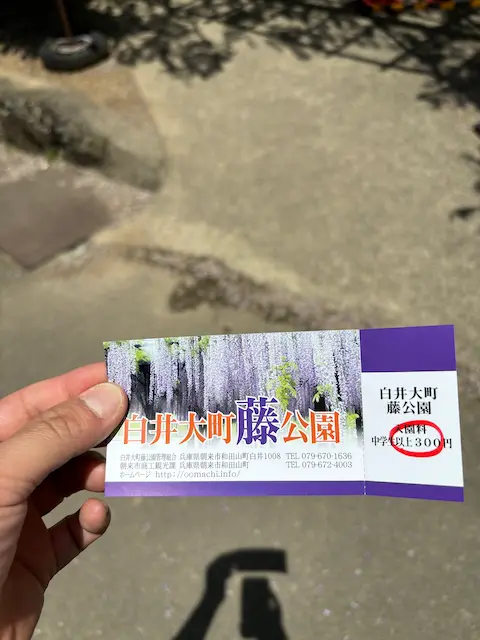 白井大町藤公園
白井大町藤公園管理組合 兵庫県朝来市和田山町白井1008 TEL 079-670-1636
朝来市商工観光課 兵庫県朝来市和田山町 TEL 079-672-4003
ホームページ http://oomachi.info/
白井大町
藤公園
入園料
中学生以上300円